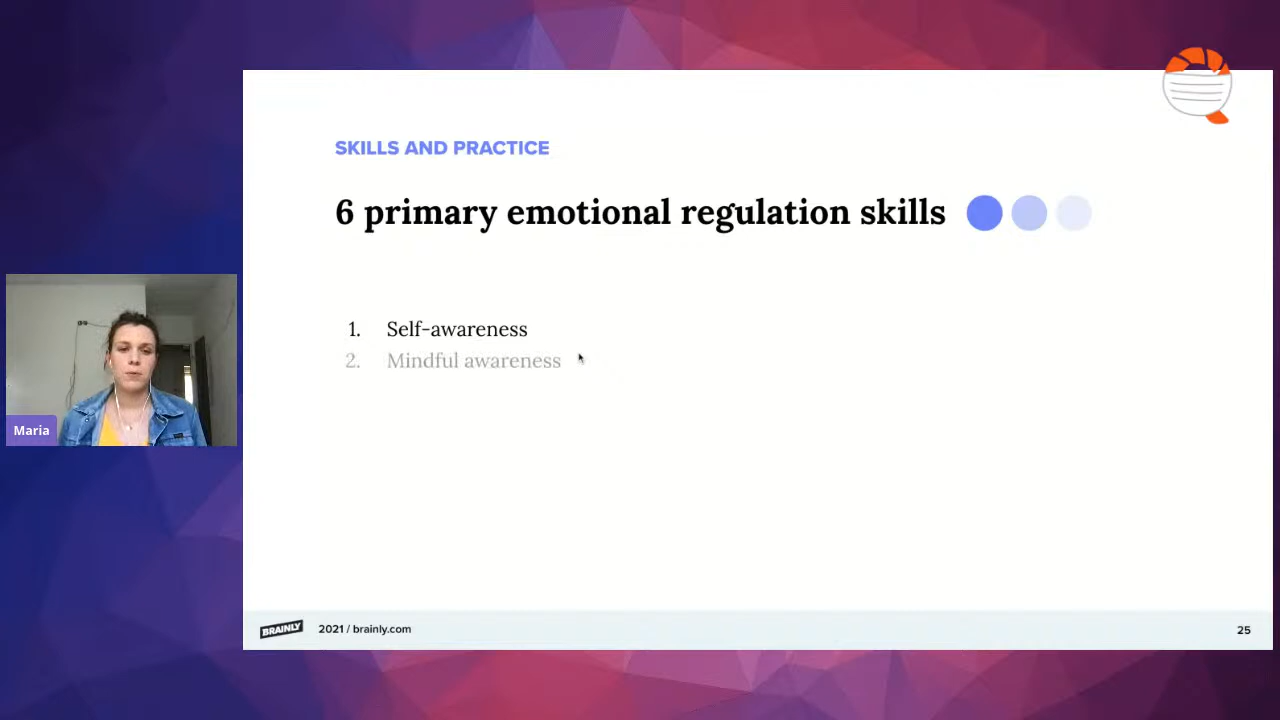 SKILLS AND PRACTICE
6 primary emotional regulation skills
1. Self-awareness
2. Mindful awareness
Maria
BRAINLY
2021 / brainly.com
25